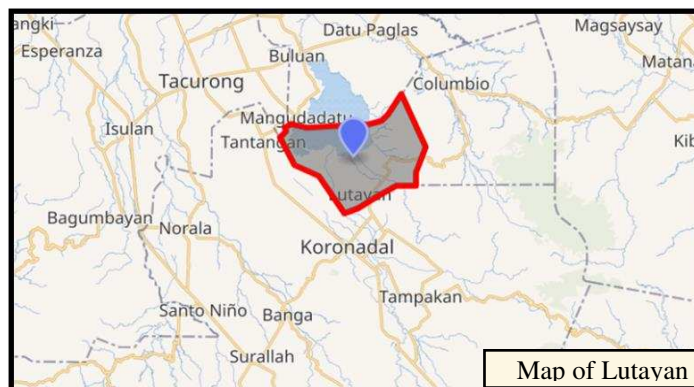 angki
Datu Paglas
Magsaysay
Esperanza
Buluan
Matana
Tacurong
Columbio
Mangudadatu
Isulan
Tantangan
Kib
Lutayan
Bagumbayan
Norala
Koronadal
Tampakan
Santo Niño
Banga
Surallah
Map of Lutayan